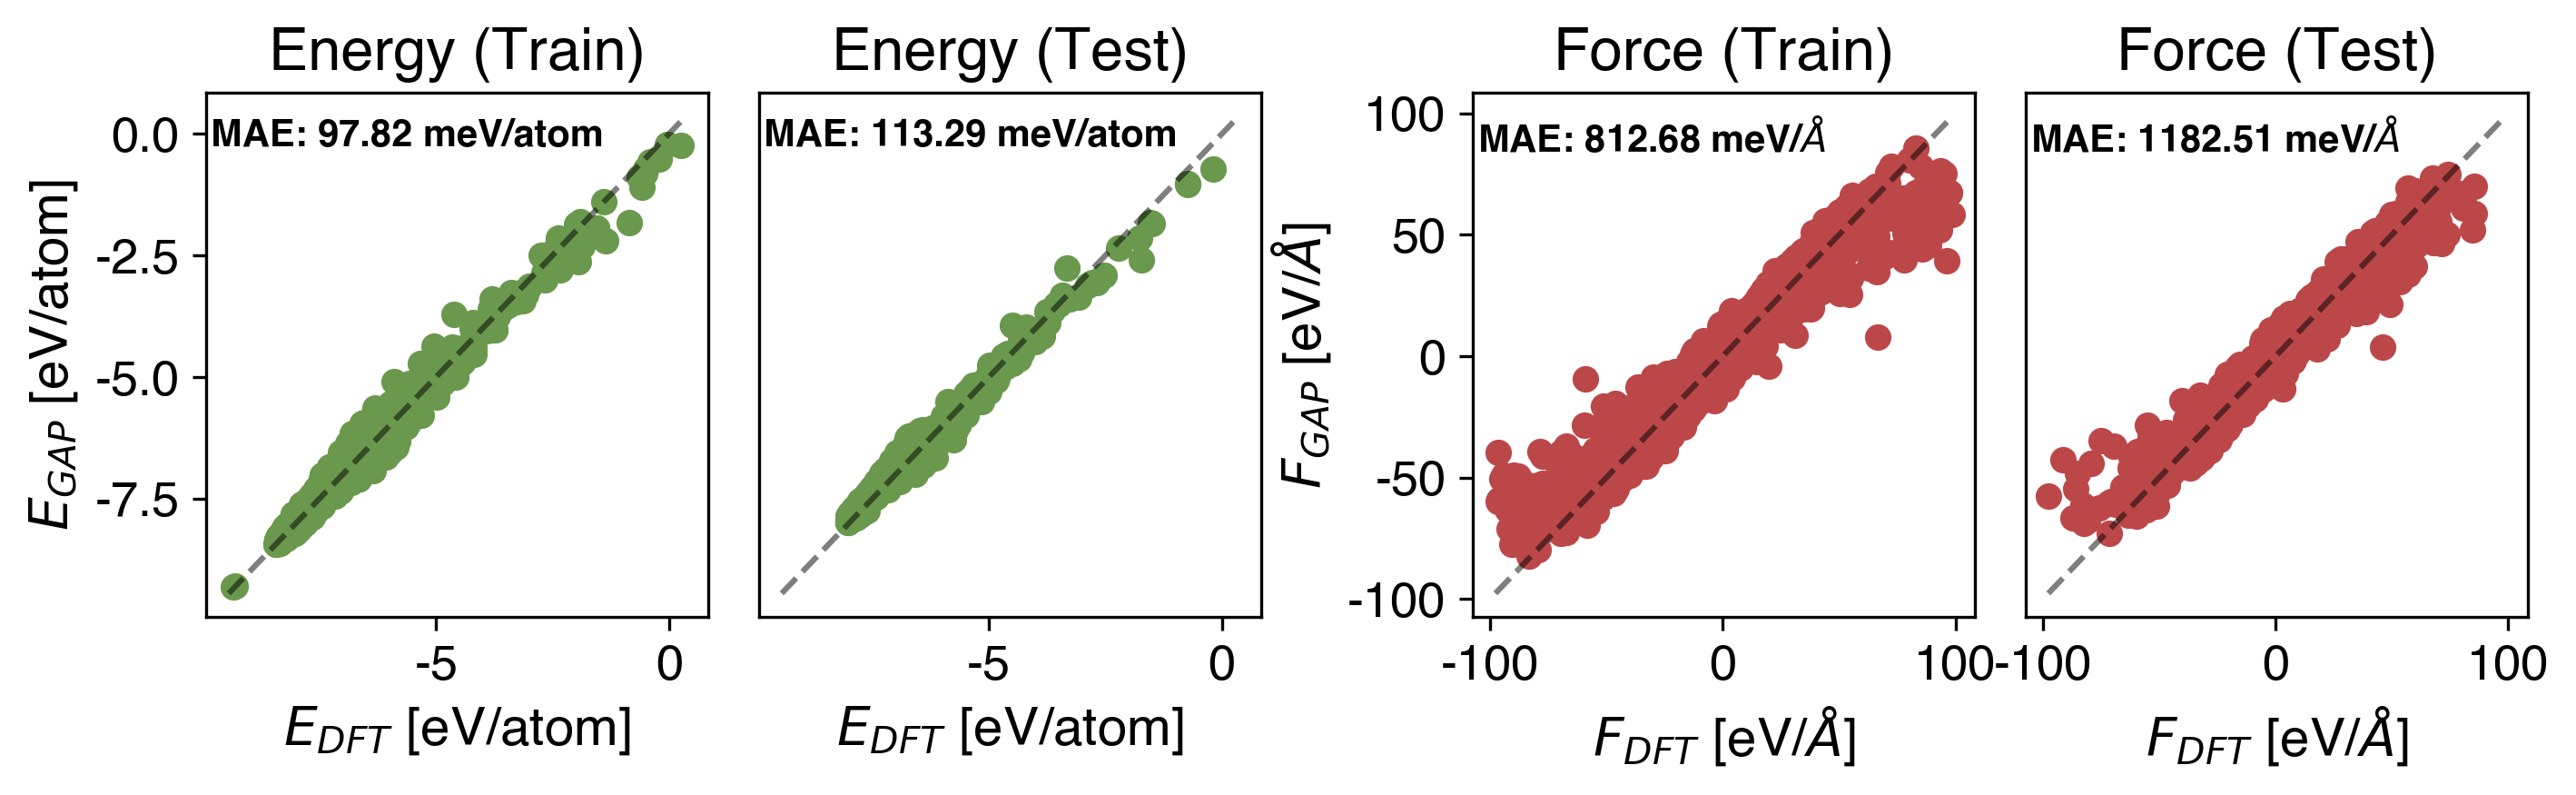 Energy (Train)
MAE: 97.82 meV/atom
E_GAP [eV/atom]
0.0
-2.5
-5.0
-7.5
-5
0
E_DFT [eV/atom]
Energy (Test)
MAE: 113.29 meV/atom
-5
0
E_DFT [eV/atom]
Force (Train)
MAE: 812.68 meV/Å
F_GAP [eV/Å]
100
50
0
-50
-100
-100
0
100
F_DFT [eV/Å]
Force (Test)
MAE: 1182.51 meV/Å
-100
0
100
F_DFT [eV/Å]